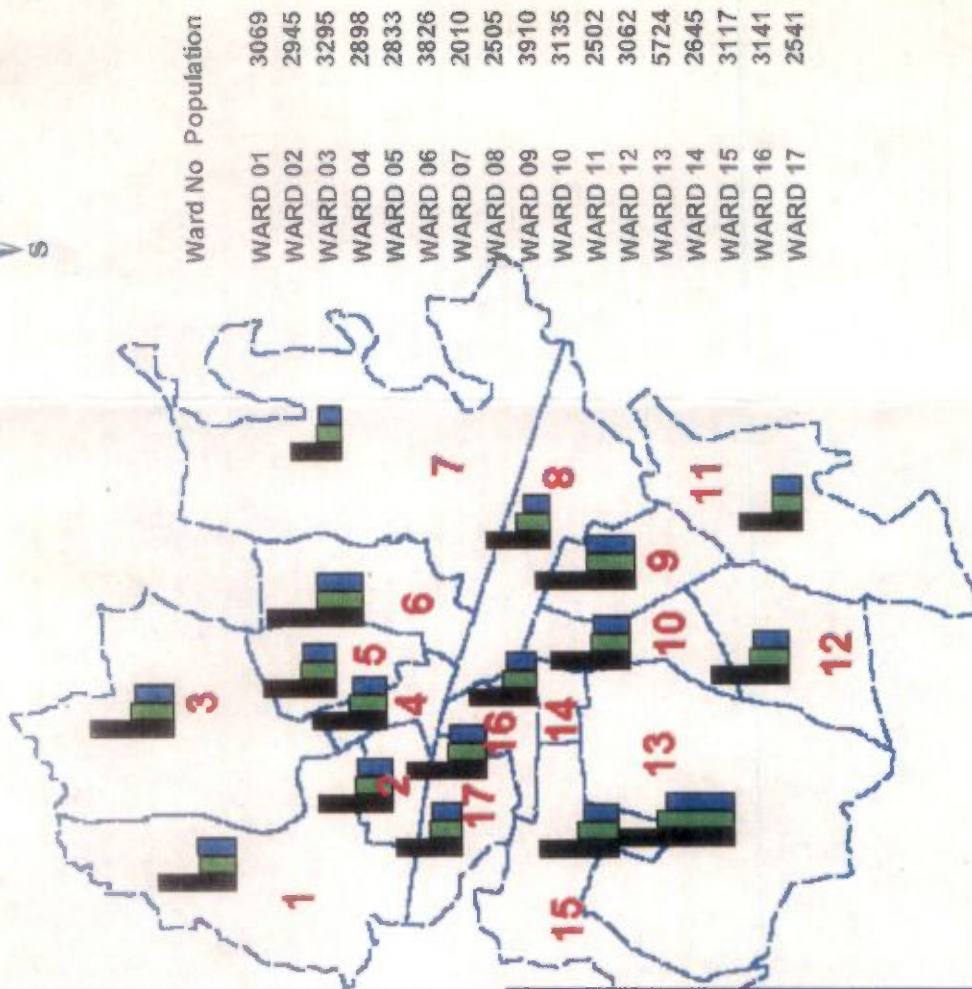 S
Ward No Population
WARD 01 3069
WARD 02 2945
WARD 03 3295
WARD 04 2898
WARD 05 2833
WARD 06 3826
WARD 07 2010
WARD 08 2505
WARD 09 3910
WARD 10 3135
WARD 11 2502
WARD 12 3062
WARD 13 5724
WARD 14 2645
WARD 15 3117
WARD 16 3141
WARD 17 2541
1
2
3
4
5
6
7
8
9
10
11
12
13
14
15
16
17